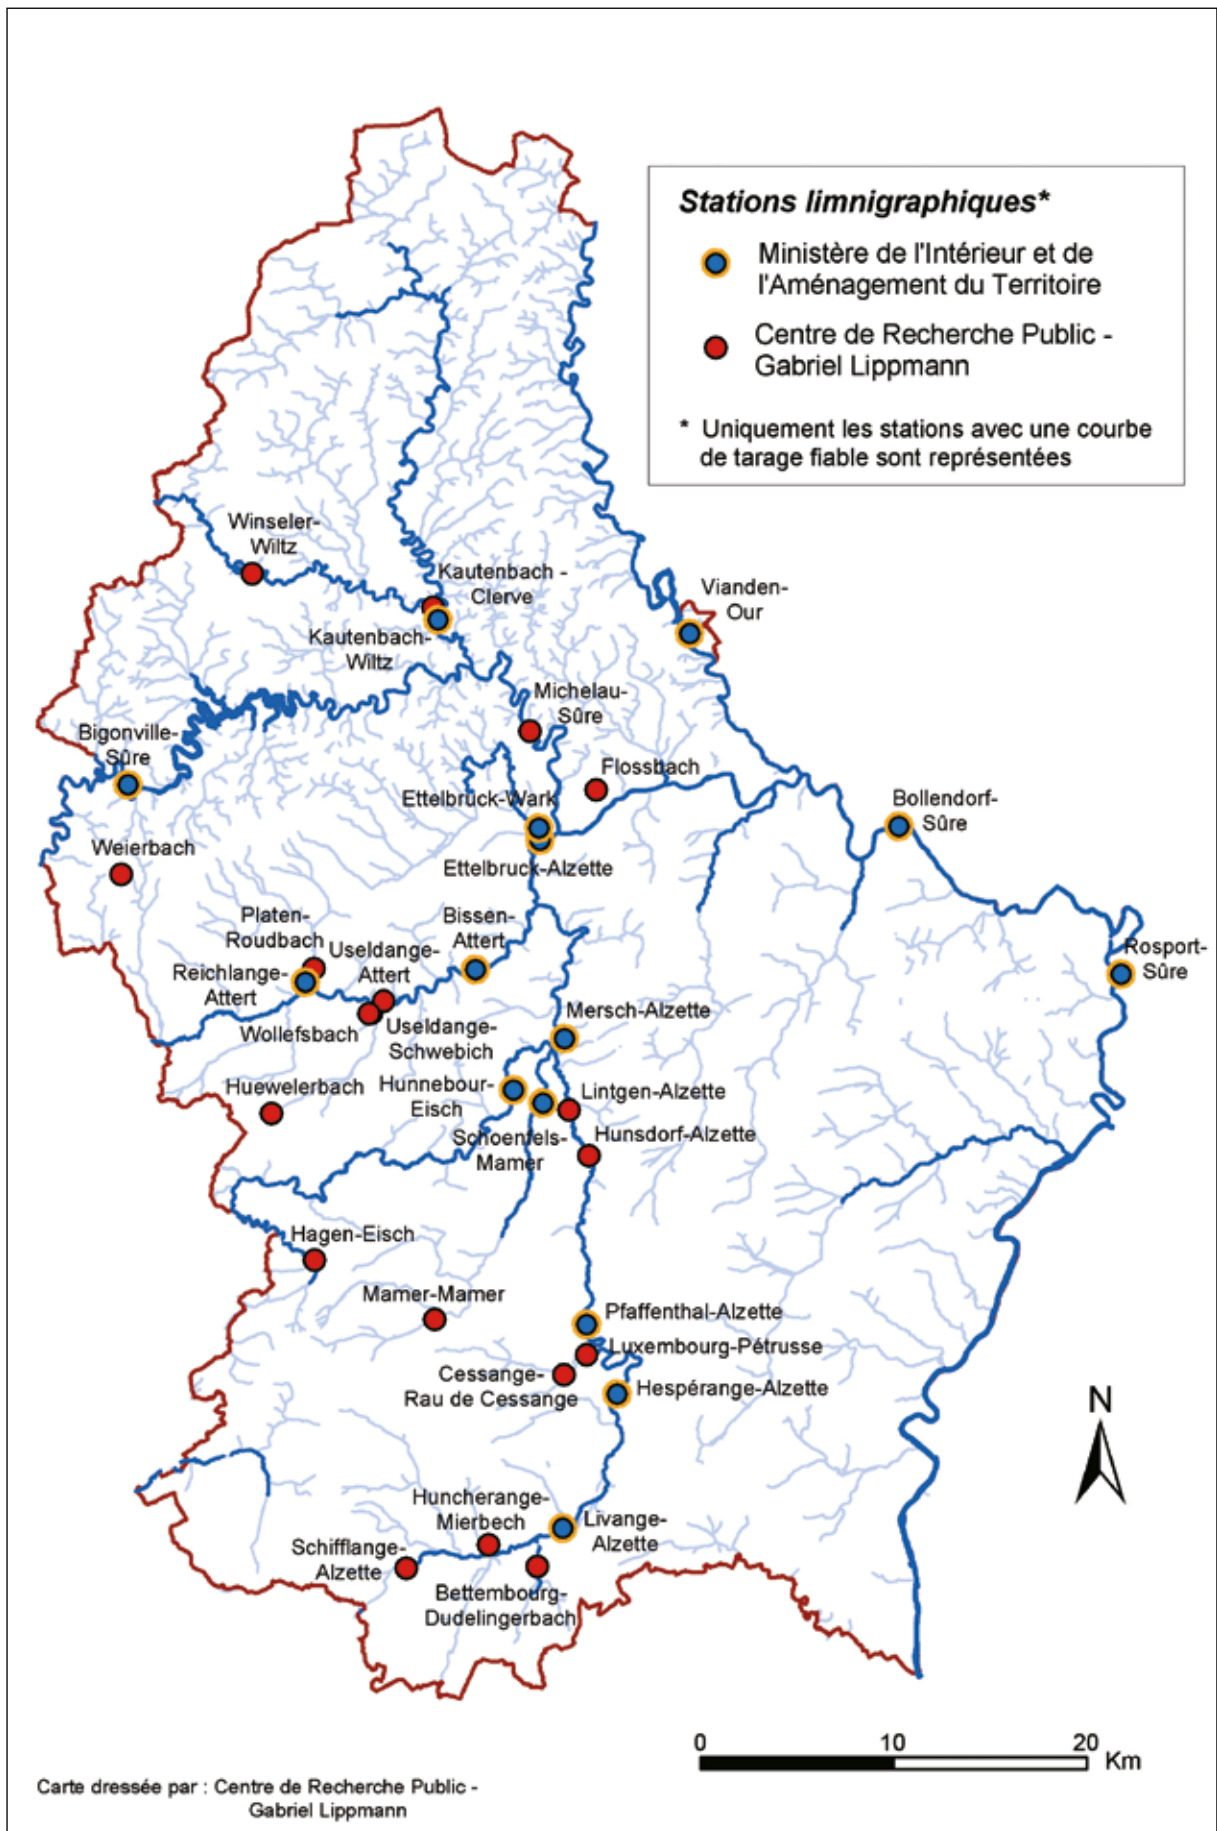 Stations limnigraphiques*
Ministère de l'Intérieur et de
l'Aménagement du Territoire
Centre de Recherche Public -
Gabriel Lippmann
* Uniquement les stations avec une courbe
de tarage fiable sont représentées
Winseler-
Wiltz
Kautenbach -
Clerve
Kautenbach-
Wiltz
Vianden-
Our
Michelau-
Sûre
Bigonville-
Sûre
Flossbach
Ettelbruck-Wark
Bollendorf-
Sûre
Weierbach
Ettelbruck-Alzette
Platen-
Roudbach
Bissen-
Attert
Useldange-
Attert
Reichlange-
Attert
Rosport-
Sûre
Mersch-Alzette
Wollefsbach
Useldange-
Schwebich
Huewelerbach
Hunnebour-
Eisch
Lintgen-Alzette
Schoenfels-
Mamer
Hunsdorf-Alzette
Hagen-Eisch
Mamer-Mamer
Pfaffenthal-Alzette
Luxembourg-Pétrusse
Cessange-
Rau de Cessange
Hespérange-Alzette
N
Huncherange-
Mierbech
Livange-
Alzette
Schifflange-
Alzette
Bettembourg-
Dudelingerbach
0 10 20
Km
Carte dressée par : Centre de Recherche Public -
Gabriel Lippmann